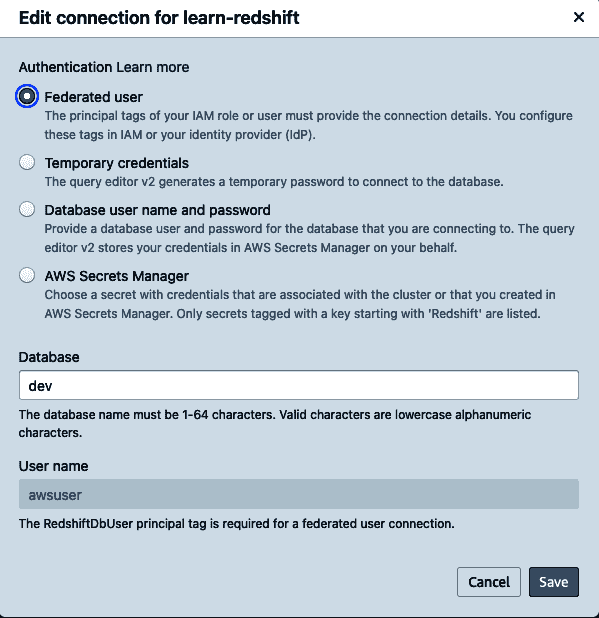 Edit connection for learn-redshift
Authentication Learn more
Federated user
The principal tags of your IAM role or user must provide the connection details. You configure
these tags in IAM or your identity provider (IdP).
Temporary credentials
The query editor v2 generates a temporary password to connect to the database.
Database user name and password
Provide a database user and password for the database that you are connecting to. The query
editor v2 stores your credentials in AWS Secrets Manager on your behalf.
AWS Secrets Manager
Choose a secret with credentials that are associated with the cluster or that you created in
AWS Secrets Manager. Only secrets tagged with a key starting with 'Redshift' are listed.
Database
dev
The database name must be 1-64 characters. Valid characters are lowercase alphanumeric
characters.
User name
awsuser
The RedshiftDbUser principal tag is required for a federated user connection.
Cancel Save